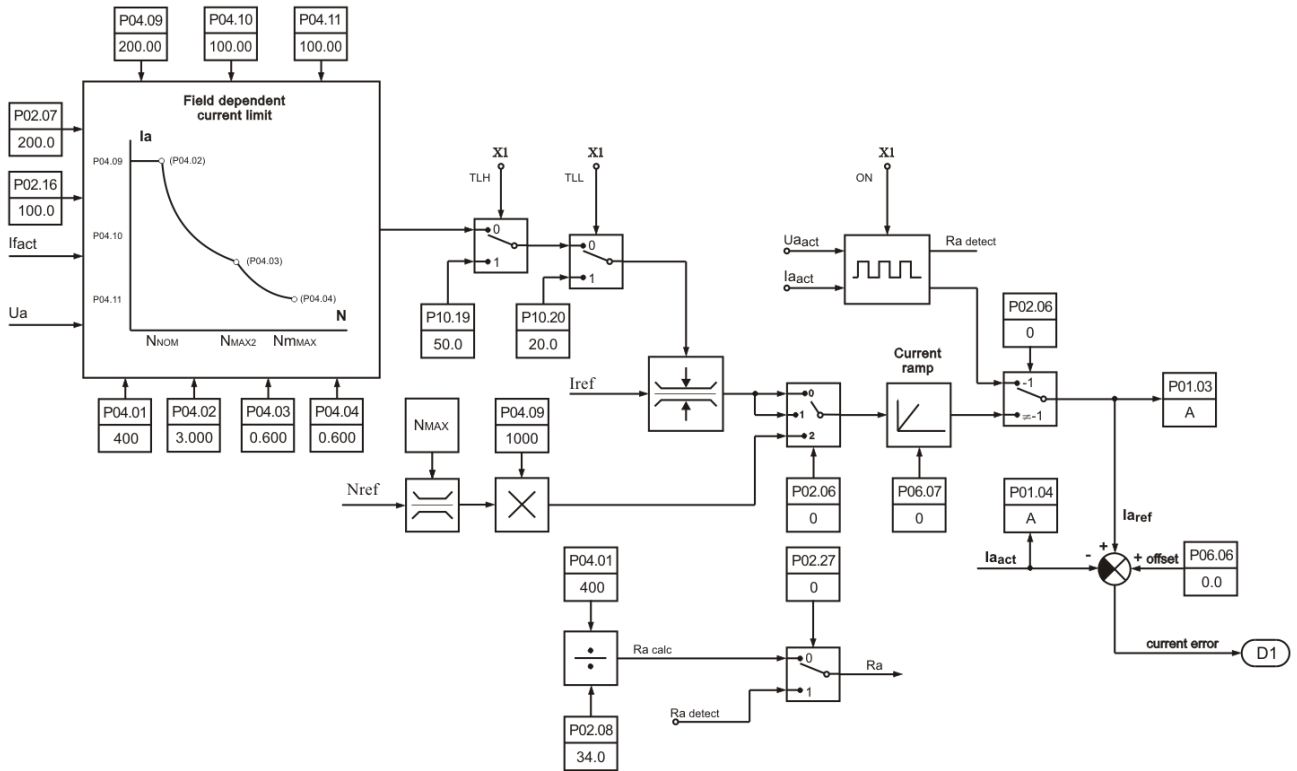 P04.09
200.00
P04.10
100.00
P04.11
100.00
Field dependent
current limit
P02.07
200.0
P02.16
100.0
Ifact
Ua
Ia
P04.09
(P04.02)
P04.10
(P04.03)
P04.11
(P04.04)
N
NNOM
NMAX2
NmMAX
P04.01
400
P04.02
3.000
P04.03
0.600
P04.04
0.600
X1
TLH
0
1
P10.19
50.0
X1
TLL
0
1
P10.20
20.0
X1
ON
Uaact
Iaact
Ra detect
P02.06
0
-1
≠-1
P01.03
A
Iref
0
1
2
P02.06
0
Current
ramp
P06.07
0
NMAX
P04.09
1000
Nref
P01.04
A
Iaref
Iaact
-
+
+ offset
P06.06
0.0
current error
D1
P04.01
400
P02.08
34.0
Ra calc
P02.27
0
0
1
Ra
Ra detect